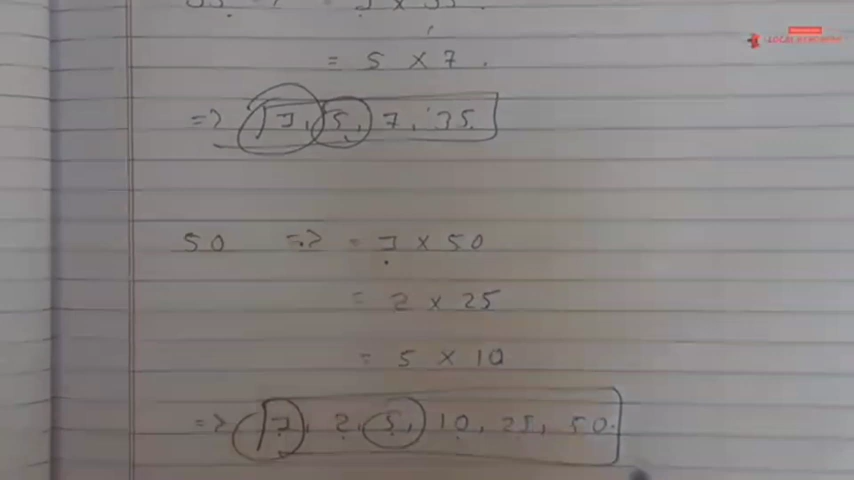 = 5 × 7.
=> 1, 5, 7, 35.
50 => = 1 × 50
= 2 × 25
= 5 × 10
=> 1, 2, 5, 10, 25, 50.